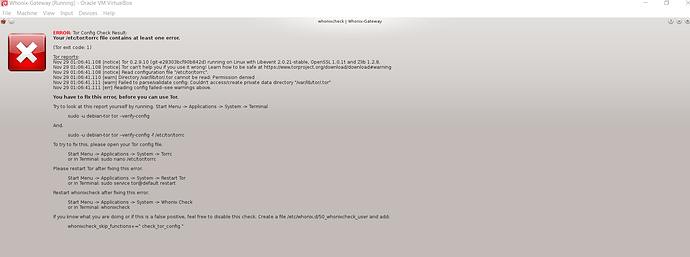 Whonix-Gateway [Running] - Oracle VM VirtualBox
File Machine View Input Devices Help
whonixcheck | Whonix-Gateway
ERROR: Tor Config Check Result:
Your /etc/tor/torrc file contains at least one error.
(Tor exit code: 1)
Tor reports:
Nov 29 01:06:41.108 [notice] Tor 0.2.9.10 (git-e28303bcf90b842d) running on Linux with Libevent 2.0.21-stable, OpenSSL 1.0.1t and Zlib 1.2.8.
Nov 29 01:06:41.108 [notice] Tor can't help you if you use it wrong! Learn how to be safe at https://www.torproject.org/download/download#warning
Nov 29 01:06:41.108 [notice] Read configuration file "/etc/tor/torrc".
Nov 29 01:06:41.111 [warn] Directory /var/lib/tor/.tor cannot be read: Permission denied
Nov 29 01:06:41.111 [warn] Failed to parse/validate config: Couldn't access/create private data directory "/var/lib/tor/.tor"
Nov 29 01:06:41.111 [err] Reading config failed--see warnings above.
You have to fix this error, before you can use Tor.
Try to look at this report yourself by running. Start Menu -> Applications -> System -> Terminal
sudo -u debian-tor tor --verify-config
And.
sudo -u debian-tor tor --verify-config -f /etc/tor/torrc
To try to fix this, please open your Tor config file.
Start Menu -> Applications -> System -> Torrc
or in Terminal: sudo nano /etc/tor/torrc
Please restart Tor after fixing this error.
Start Menu -> Applications -> System -> Restart Tor
or in Terminal: sudo service tor@default restart
Restart whonixcheck after fixing this error.
Start Menu -> Applications -> System -> Whonix Check
or in Terminal: whonixcheck
If you know what you are doing or if this is a false positive, feel free to disable this check. Create a file /etc/whonix.d/50_whonixcheck_user and add:
whonixcheck_skip_functions+=" check_tor_config "